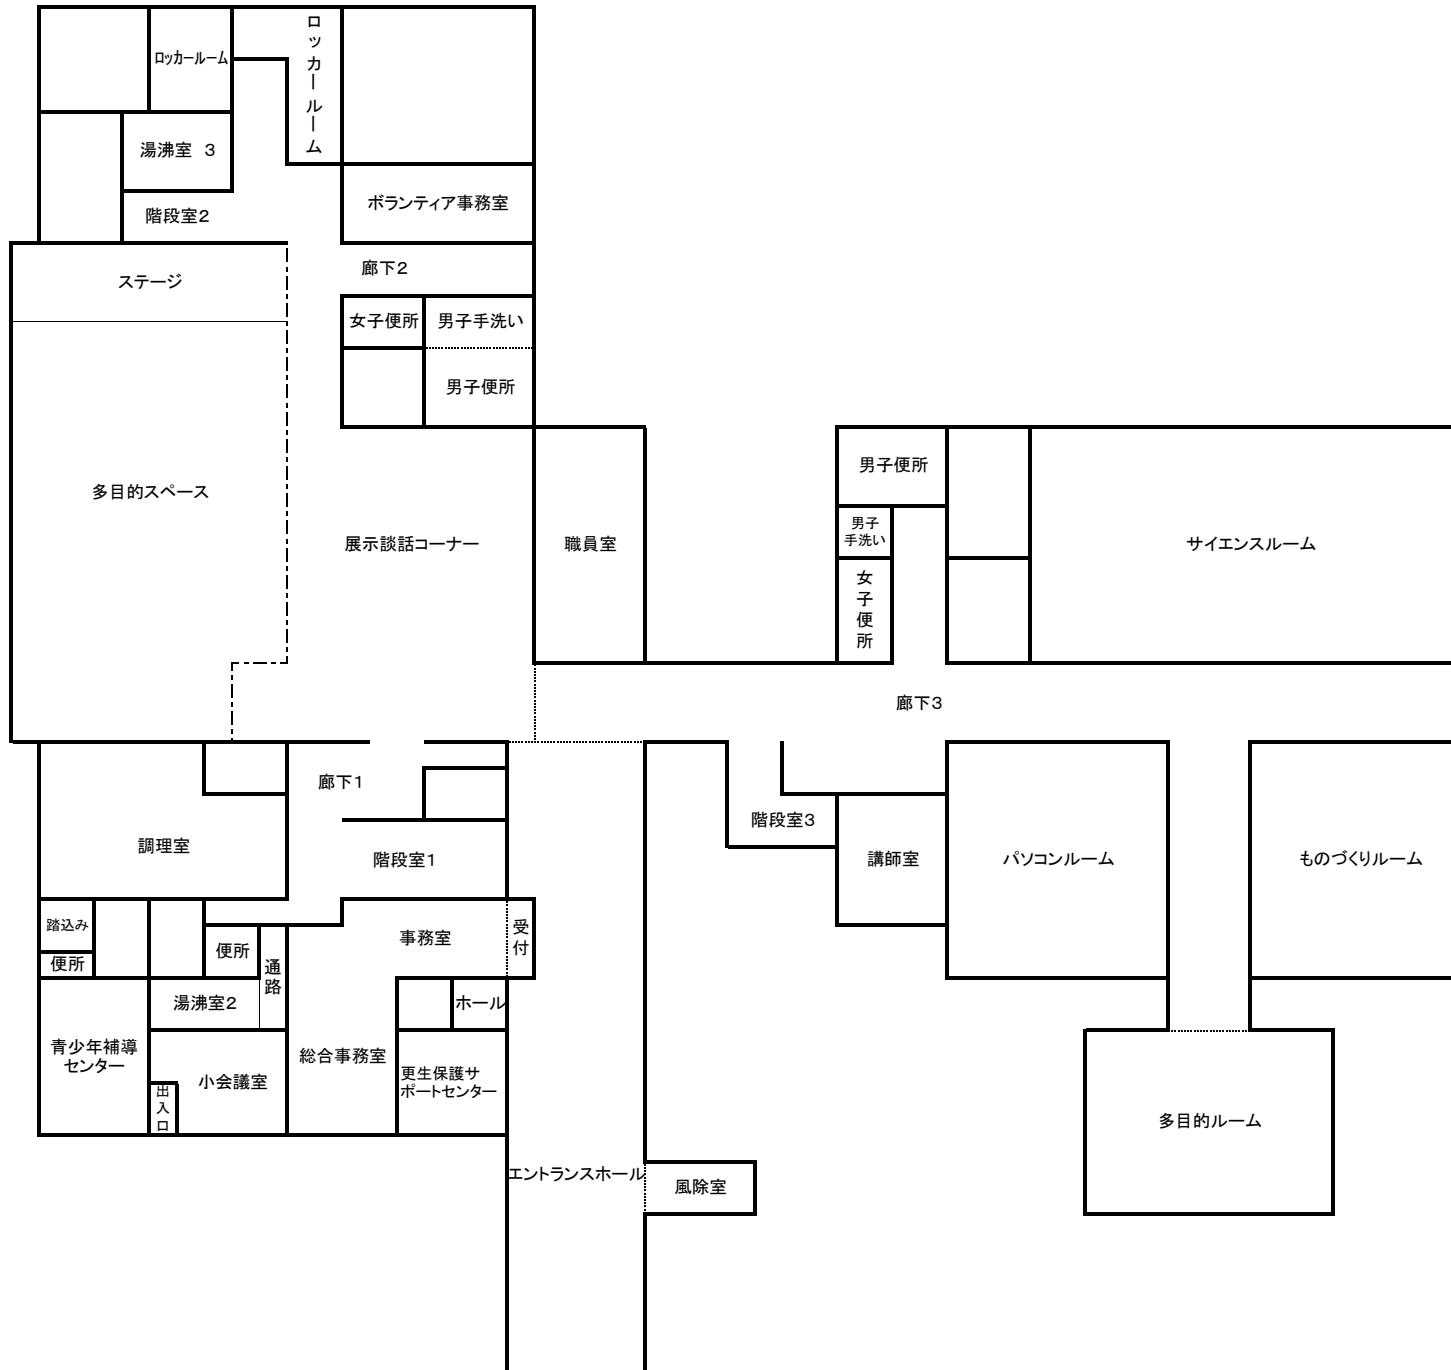 ロッカールーム
ロッカールーム
湯沸室 3
ボランティア事務室
階段室2
廊下2
ステージ
女子便所
男子手洗い
男子便所
多目的スペース
展示談話コーナー
職員室
男子便所
男子
手洗い
女子便所
サイエンスルーム
廊下3
廊下1
調理室
階段室1
階段室3
講師室
パソコンルーム
ものづくりルーム
踏込み
便所
便所
通路
事務室
受付
湯沸室2
ホール
青少年補導
センター
小会議室
出入口
総合事務室
更生保護サ
ポートセンター
多目的ルーム
エントランスホール
風除室